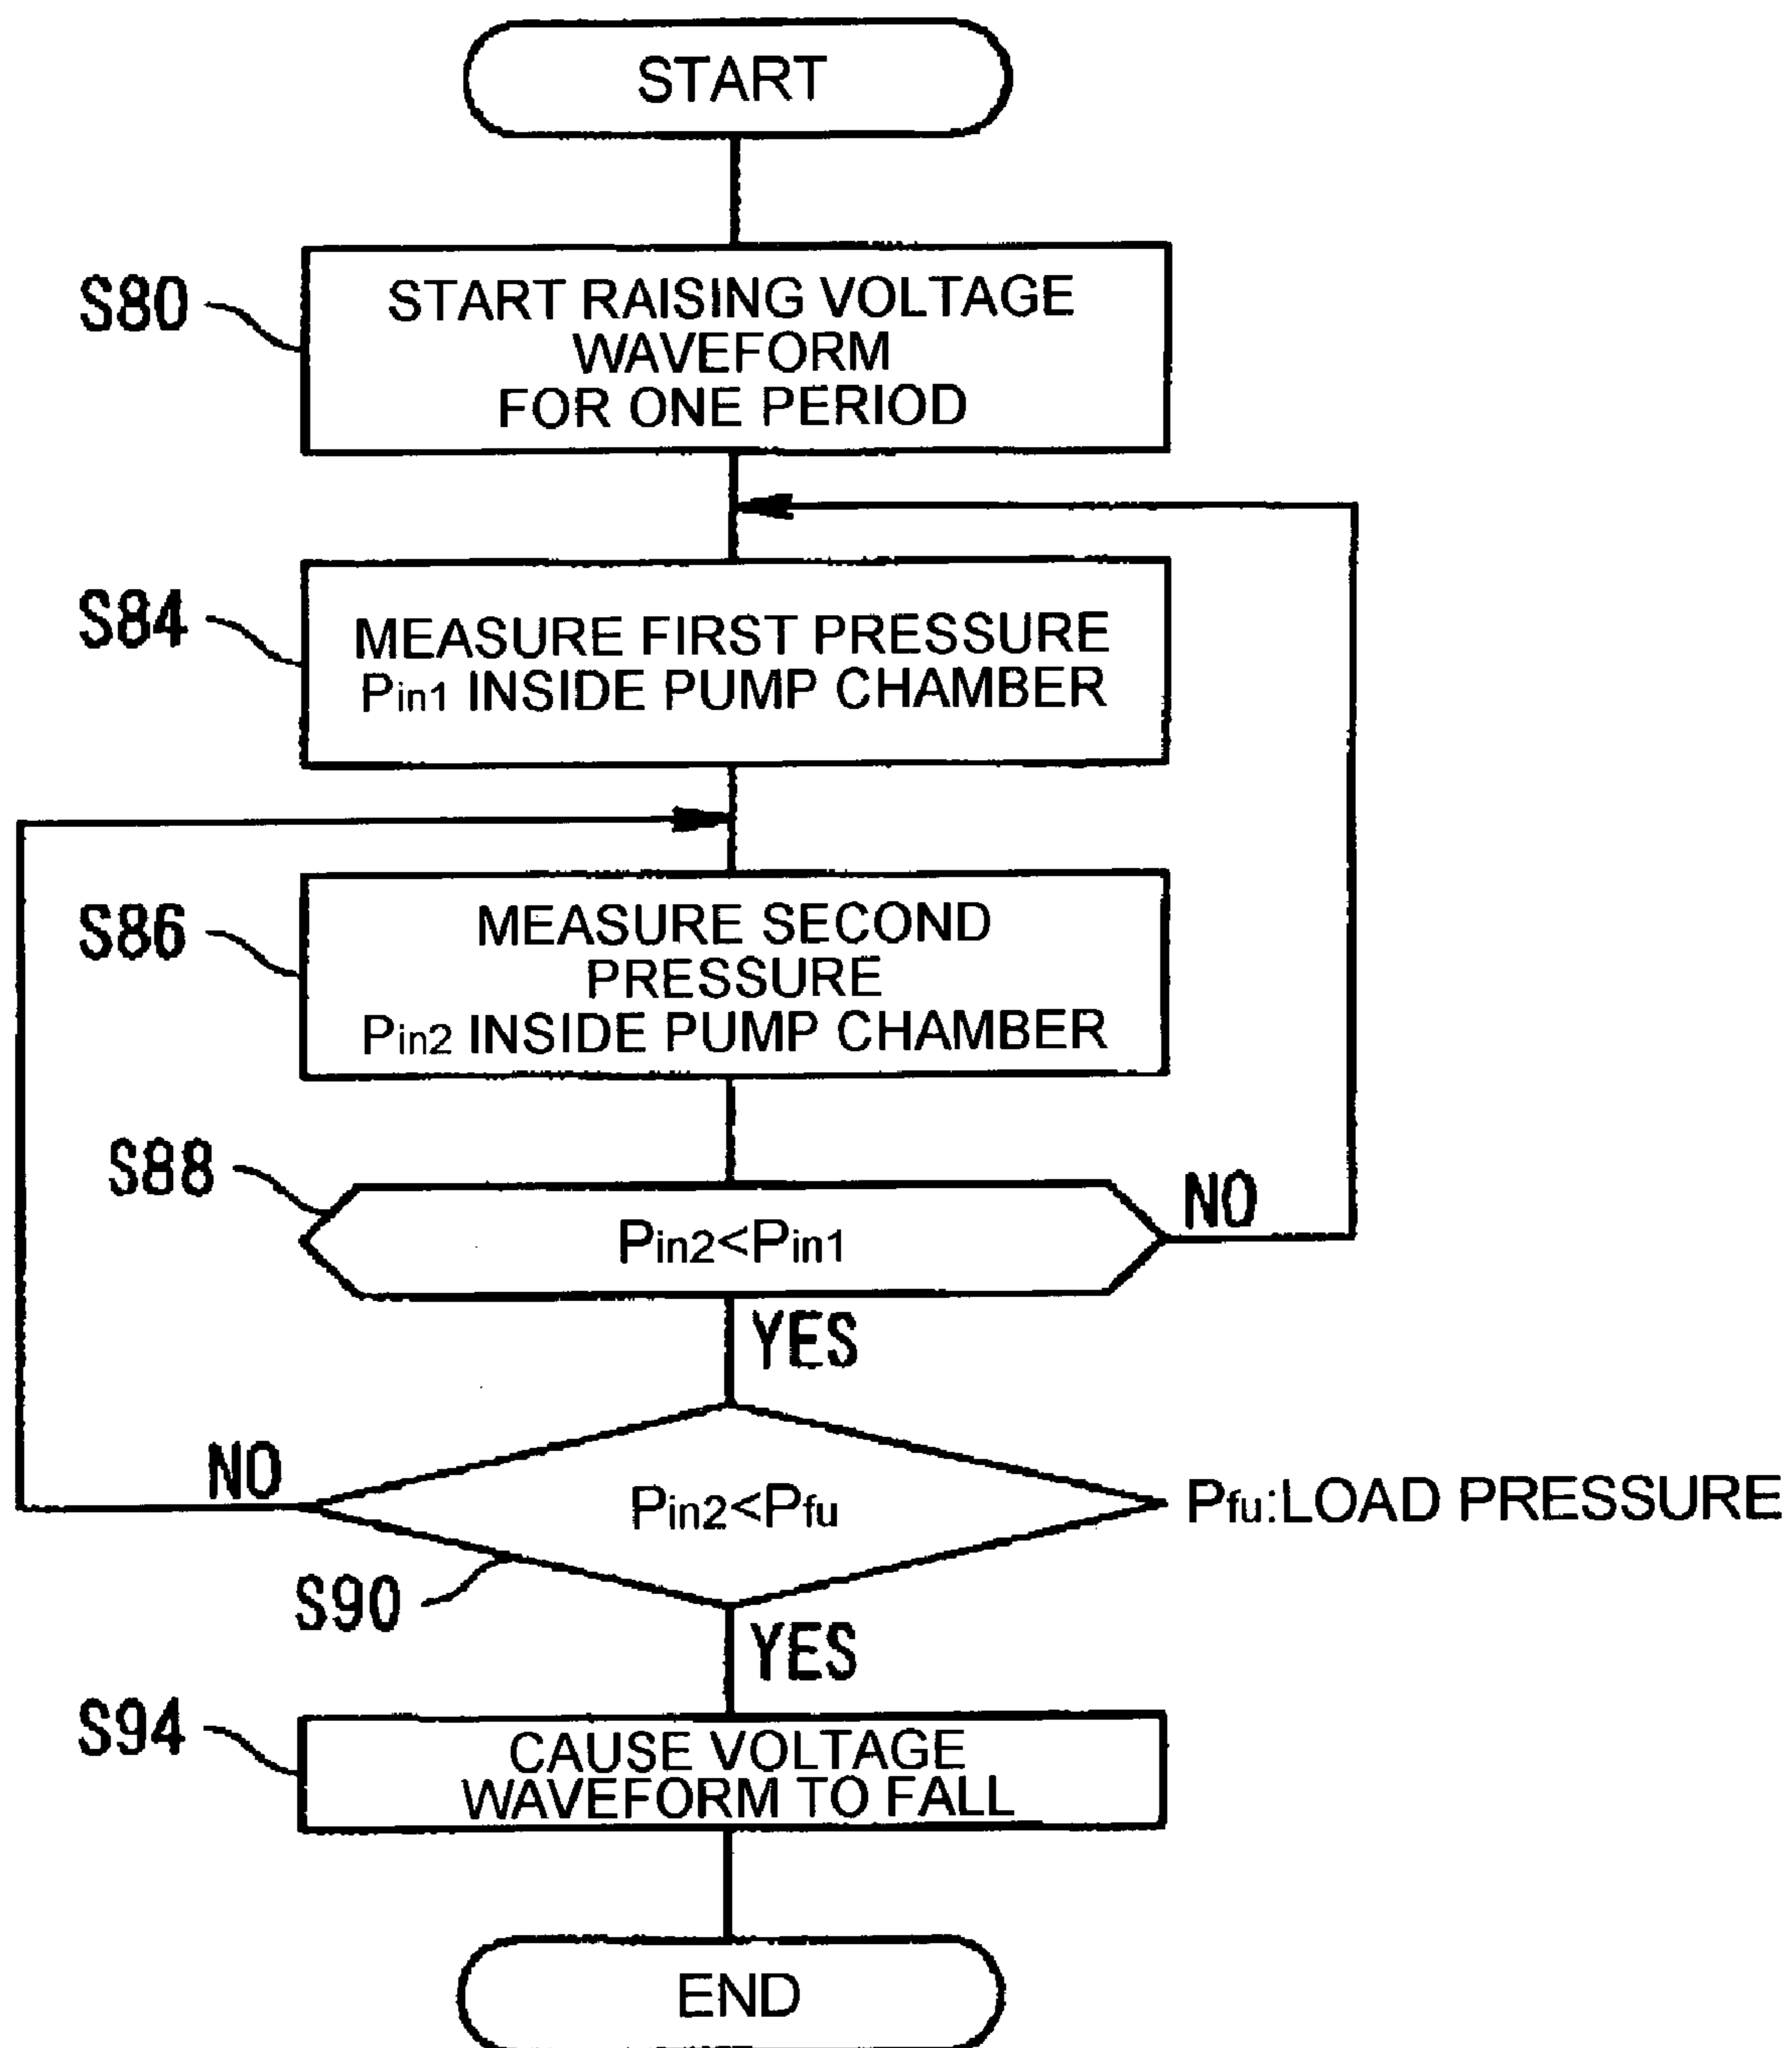 START
S80
START RAISING VOLTAGE
WAVEFORM
FOR ONE PERIOD
S84
MEASURE FIRST PRESSURE
Pin1 INSIDE PUMP CHAMBER
S86
MEASURE SECOND
PRESSURE
Pin2 INSIDE PUMP CHAMBER
S88
Pin2<Pin1
NO
YES
NO
Pin2<Pfu
Pfu:LOAD PRESSURE
S90
YES
S94
CAUSE VOLTAGE
WAVEFORM TO FALL
END